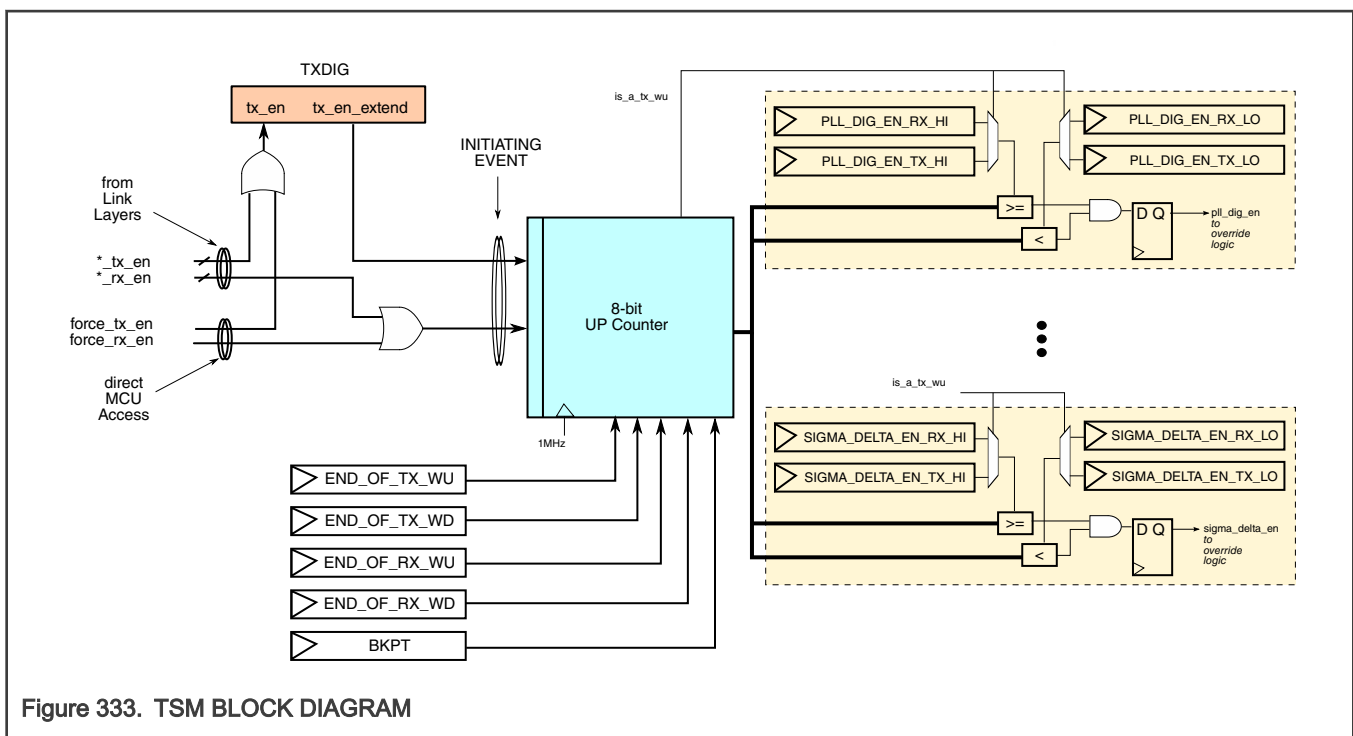 TXDIG
tx_en tx_en_extend
is_a_tx_wu
INITIATING
EVENT
from
Link
Layers
*_tx_en
*_rx_en
force_tx_en
force_rx_en
direct
MCU
Access
8-bit
UP Counter
1MHz
END_OF_TX_WU
END_OF_TX_WD
END_OF_RX_WU
END_OF_RX_WD
BKPT
PLL_DIG_EN_RX_HI
PLL_DIG_EN_RX_LO
PLL_DIG_EN_TX_HI
PLL_DIG_EN_TX_LO
>=
<
D Q
pll_dig_en
to
override
logic
is_a_tx_wu
SIGMA_DELTA_EN_RX_HI
SIGMA_DELTA_EN_RX_LO
SIGMA_DELTA_EN_TX_HI
SIGMA_DELTA_EN_TX_LO
>=
<
D Q
sigma_delta_en
to
override
logic
Figure 333. TSM BLOCK DIAGRAM